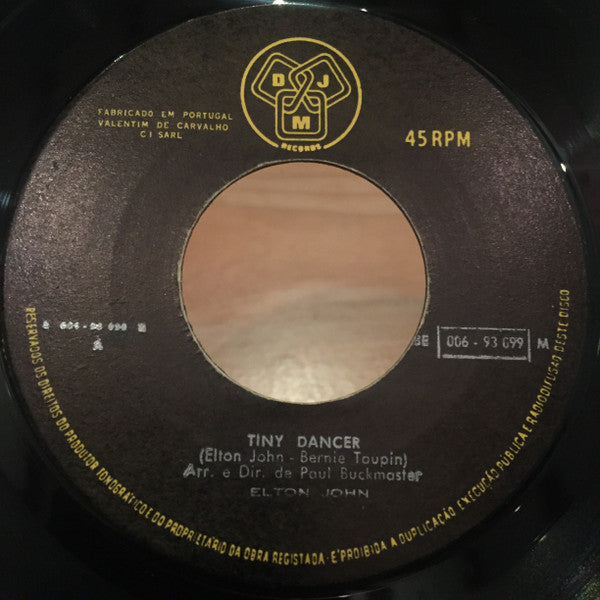 D J
M
RECORDS
FABRICADO EM PORTUGAL
VALENTIM DE CARVALHO
CI SARL
45 RPM
A
006 - 93 099 M
TINY DANCER
(Elton John - Bernie Taupin)
Arr. e Dir. de Paul Buckmaster
ELTON JOHN
RESERVADOS OS DIREITOS DO PRODUTOR FONOGRÁFICO E DO PROPRIETÁRIO DA OBRA REGISTADA · É PROIBIDA A DUPLICAÇÃO, EXECUÇÃO PÚBLICA E RADIODIFUSÃO DESTE DISCO